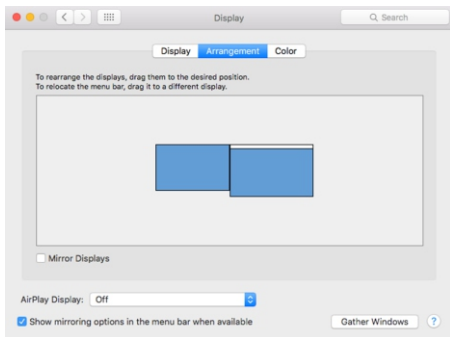 Display
Search
Display Arrangement Color
To rearrange the displays, drag them to the desired position.
To relocate the menu bar, drag it to a different display.
Mirror Displays
AirPlay Display: Off
Show mirroring options in the menu bar when available
Gather Windows ?